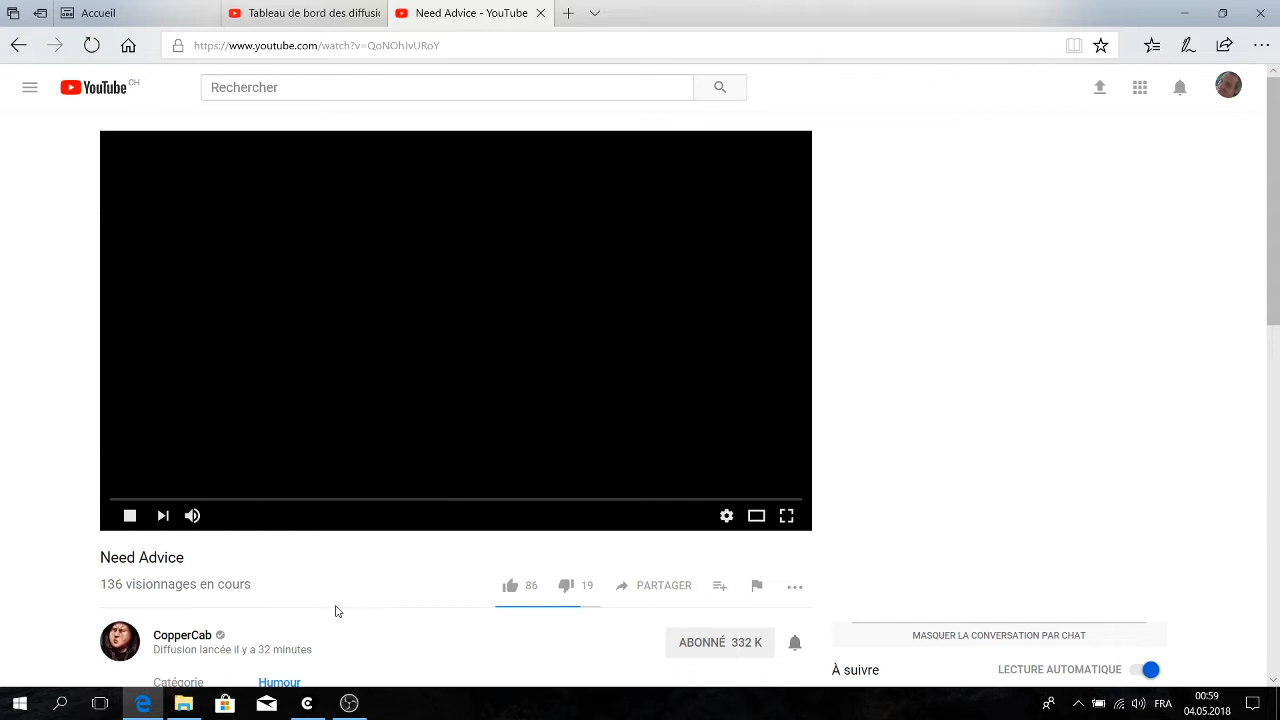 Accueil
Tableau de bord des diffusi
Need Advice - YouTube
https://www.youtube.com/watch?v=QoNOhJvURoY
YouTube CH
Rechercher
Need Advice
136 visionnages en cours
86
19
PARTAGER
CopperCab
Diffusion lancée il y a 32 minutes
ABONNÉ 332 K
MASQUER LA CONVERSATION PAR CHAT
À suivre
LECTURE AUTOMATIQUE
Catégorie
Humour
FRA
00:59
04.05.2018